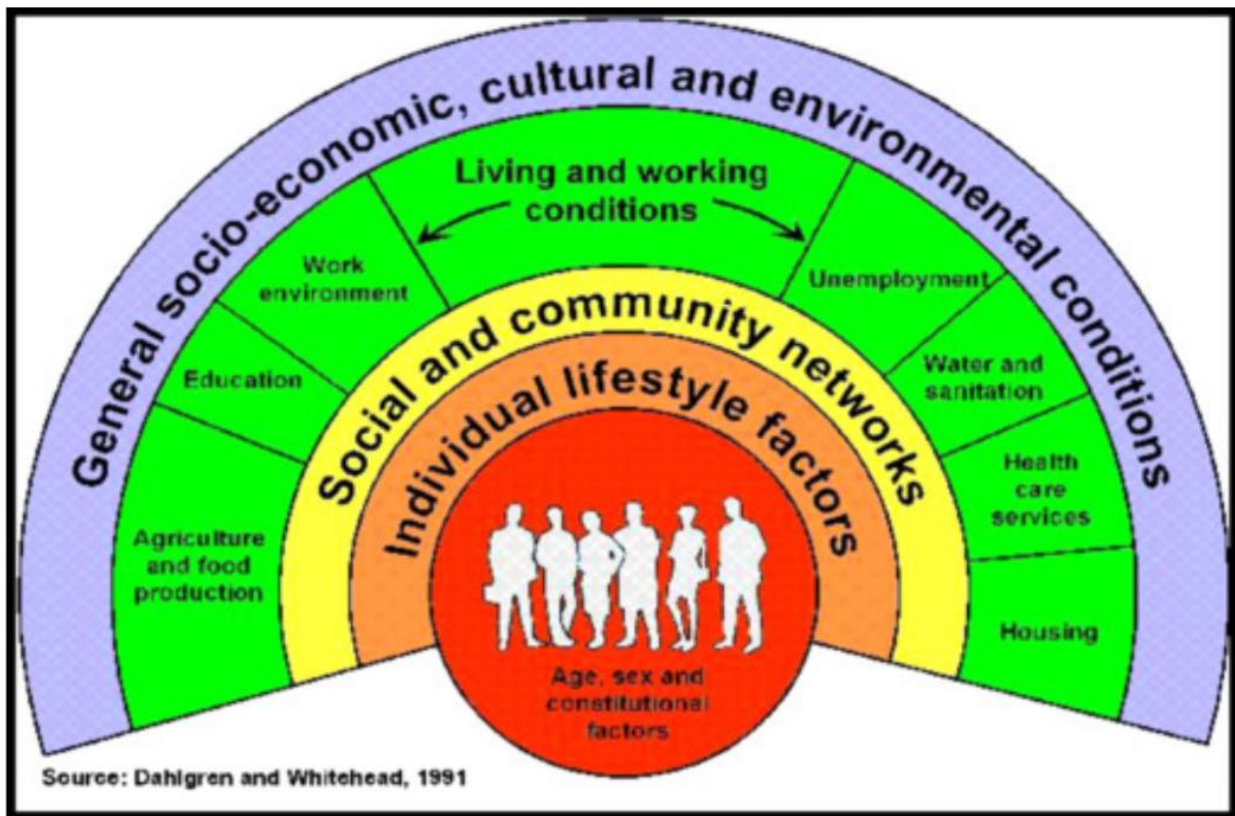 General socio-economic, cultural and environmental conditions
Living and working
conditions
Work
environment
Unemployment
Education
Water and
sanitation
Agriculture
and food
production
Health
care
services
Housing
Social and community networks
Individual lifestyle factors
Age, sex and
constitutional
factors
Source: Dahlgren and Whitehead, 1991